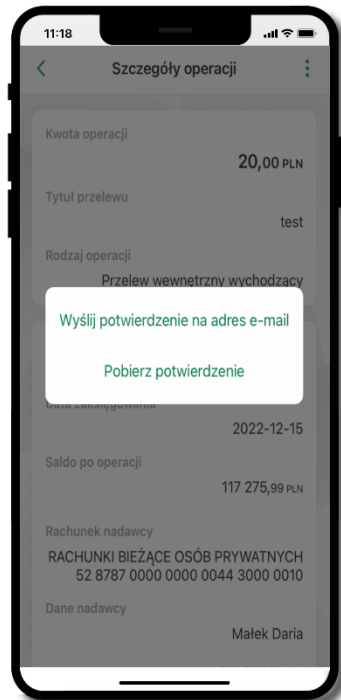 11:18
Szczegóły operacji
Kwota operacji
20,00 PLN
Tytuł przelewu
test
Rodzaj operacji
Przelew wewnętrzny wychodzący
Wyślij potwierdzenie na adres e-mail
Pobierz potwierdzenie
Data zaksięgowania
2022-12-15
Saldo po operacji
117 275,99 PLN
Rachunek nadawcy
RACHUNKI BIEŻĄCE OSÓB PRYWATNYCH
52 8787 0000 0000 0044 3000 0010
Dane nadawcy
Małek Daria